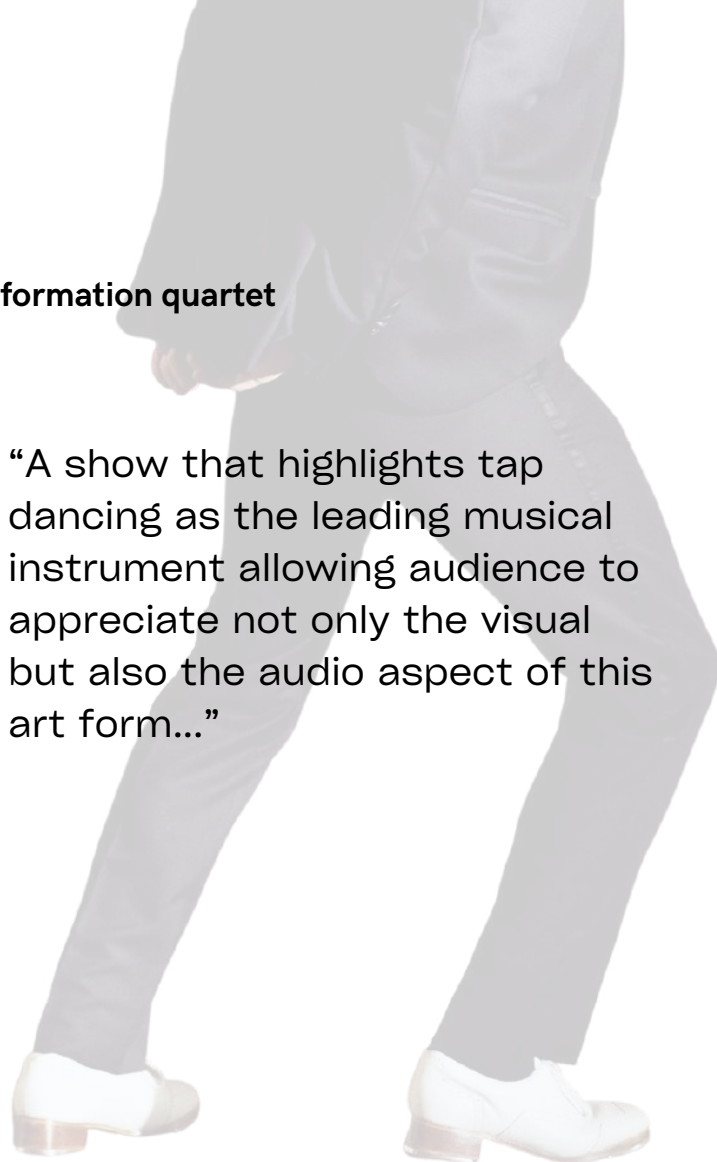 formation quartet
“A show that highlights tap
dancing as the leading musical
instrument allowing audience to
appreciate not only the visual
but also the audio aspect of this
art form...”